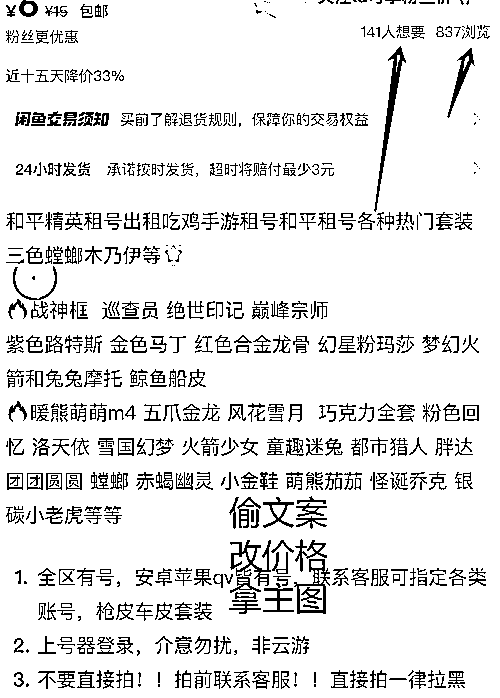 ¥6 ¥15 包邮
粉丝更优惠
141人想要 837浏览
近十五天降价33%
闲鱼交易须知 买前了解退货规则，保障你的交易权益
24小时发货 承诺按时发货，超时将赔付最少3元
和平精英租号出租吃鸡手游租号和平租号各种热门套装
三色螳螂木乃伊等
战神框 巡查员 绝世印记 巅峰宗师
紫色路特斯 金色马丁 红色合金龙骨 幻星粉玛莎 梦幻火
箭和兔兔摩托 鲸鱼船皮
暖熊萌萌m4 五爪金龙 风花雪月 巧克力全套 粉色回
忆 洛天依 雪国幻梦 火箭少女 童趣迷兔 都市猎人 胖达
团团圆圆 螳螂 赤蝎幽灵 小金鞋 萌熊茄茄 怪诞乔克 银
碳小老虎等等
偷文案
改价格
拿主图
1. 全区有号，安卓苹果qv皆有号，联系客服可指定各类
账号，枪皮车皮套装
2. 上号器登录，介意勿扰，非云游
3. 不要直接拍！！拍前联系客服！！直接拍一律拉黑